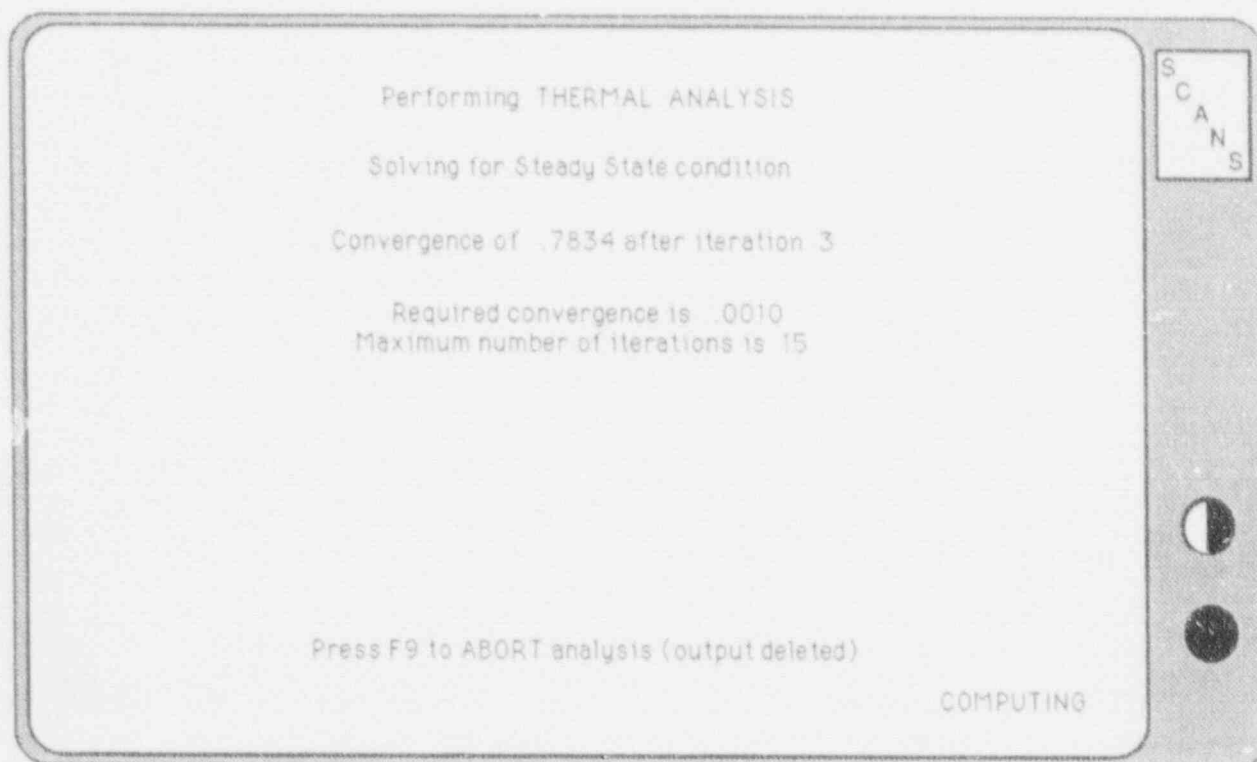 Performing THERMAL ANALYSIS
Solving for Steady State condition
Convergence of .7834 after iteration 3
Required convergence is .0010
Maximum number of iterations is 15
Press F9 to ABORT analysis (output deleted)
COMPUTING
SCANS